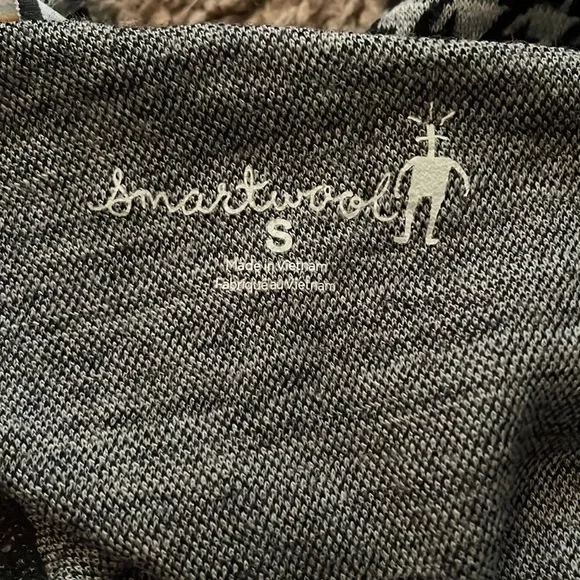 smartwool
S
Made in Vietnam
Fabriqué au Vietnam